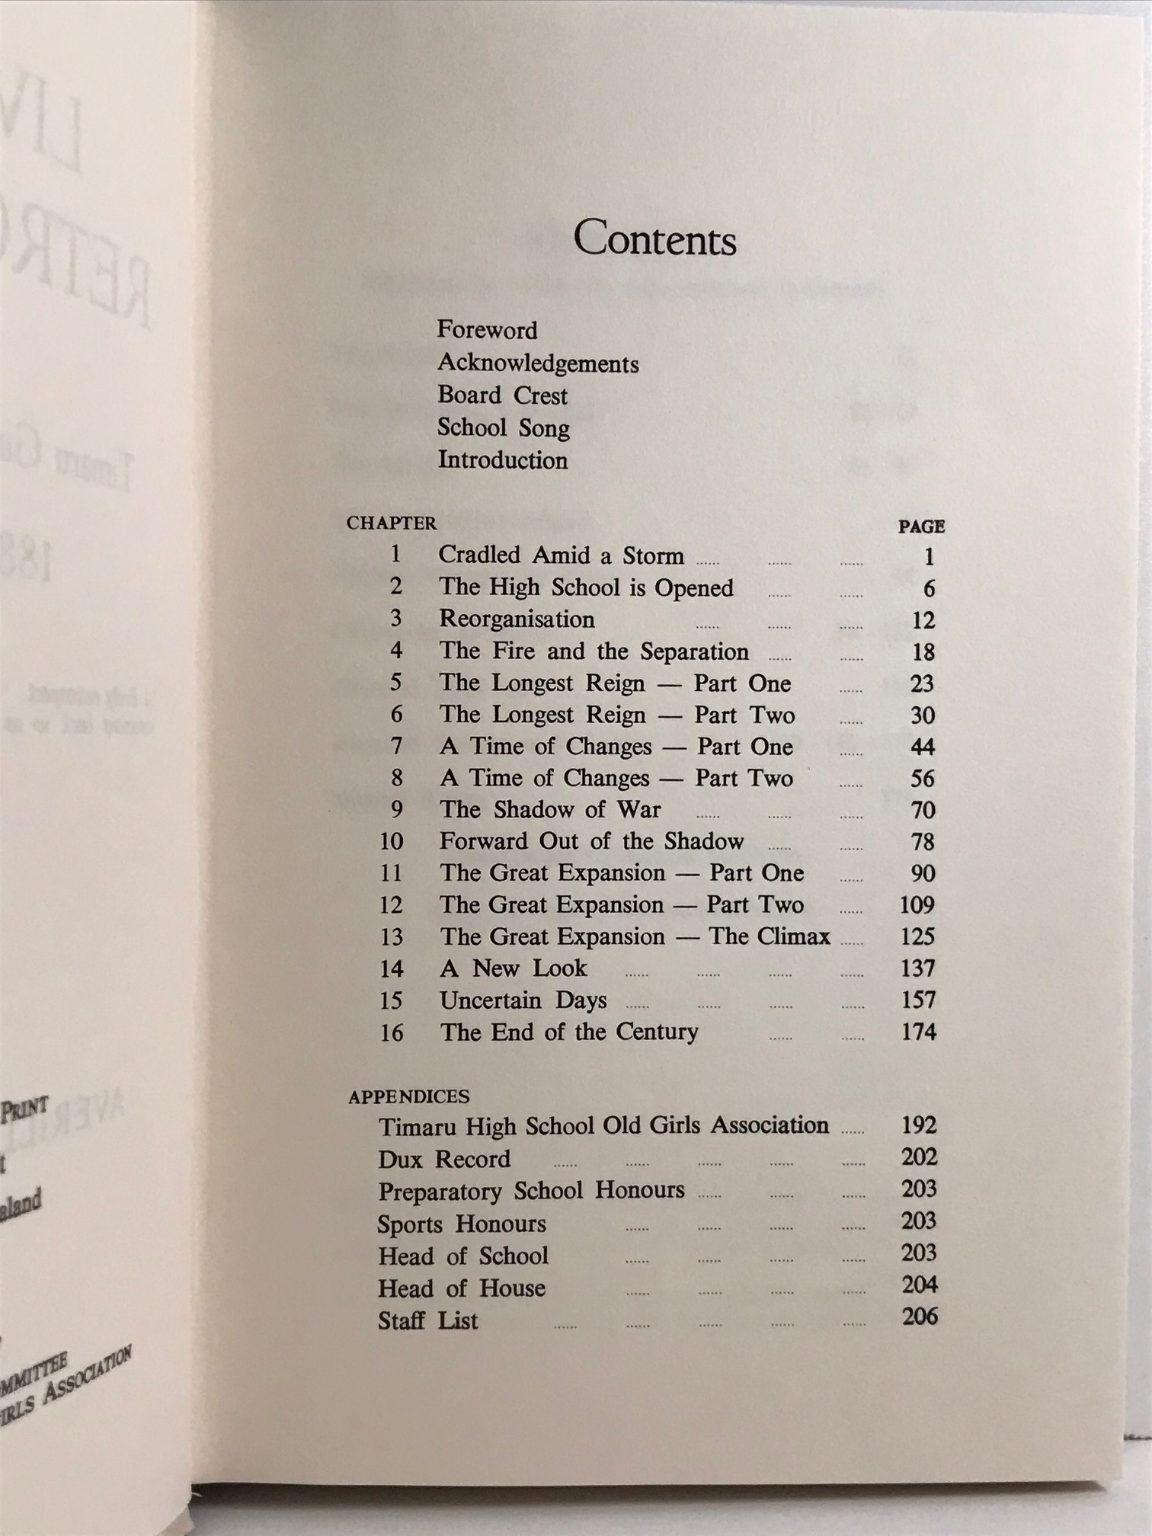 PRINT
MMITTEE
IRLS ASSOCIATION
Contents
Foreword
Acknowledgements
Board Crest
School Song
Introduction
CHAPTER PAGE
1 Cradled Amid a Storm ...... ...... ...... 1
2 The High School is Opened ...... ...... 6
3 Reorganisation ...... ...... ...... 12
4 The Fire and the Separation ...... ...... 18
5 The Longest Reign — Part One ...... 23
6 The Longest Reign — Part Two ...... 30
7 A Time of Changes — Part One ...... 44
8 A Time of Changes — Part Two ...... 56
9 The Shadow of War ...... ...... ...... 70
10 Forward Out of the Shadow ...... ...... 78
11 The Great Expansion — Part One ...... 90
12 The Great Expansion — Part Two ...... 109
13 The Great Expansion — The Climax ...... 125
14 A New Look ...... ...... ...... ...... 137
15 Uncertain Days ...... ...... ...... ...... 157
16 The End of the Century ...... ...... 174
APPENDICES
Timaru High School Old Girls Association ...... 192
Dux Record ...... ...... ...... ...... ...... 202
Preparatory School Honours ...... ...... ...... 203
Sports Honours ...... ...... ...... ...... 203
Head of School ...... ...... ...... ...... 203
Head of House ...... ...... ...... ...... 204
Staff List ...... ...... ...... ...... ...... 206